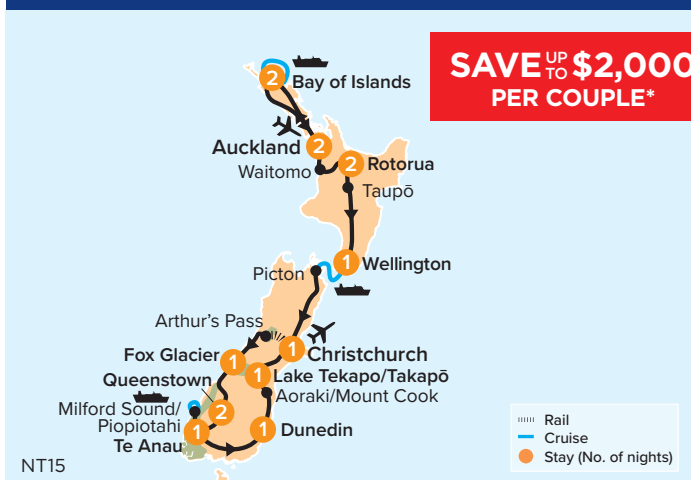 SAVE UP TO $2,000
PER COUPLE*
2 Bay of Islands
Auckland 2
Waitomo
2 Rotorua
Taupō
1 Wellington
Picton
Arthur's Pass
Fox Glacier 1
1 Christchurch
1 Lake Tekapo/Takapō
Queenstown
2
Aoraki/Mount Cook
Milford Sound/
Piopiotahi
Te Anau 1
1 Dunedin
Rail
Cruise
Stay (No. of nights)
NT15